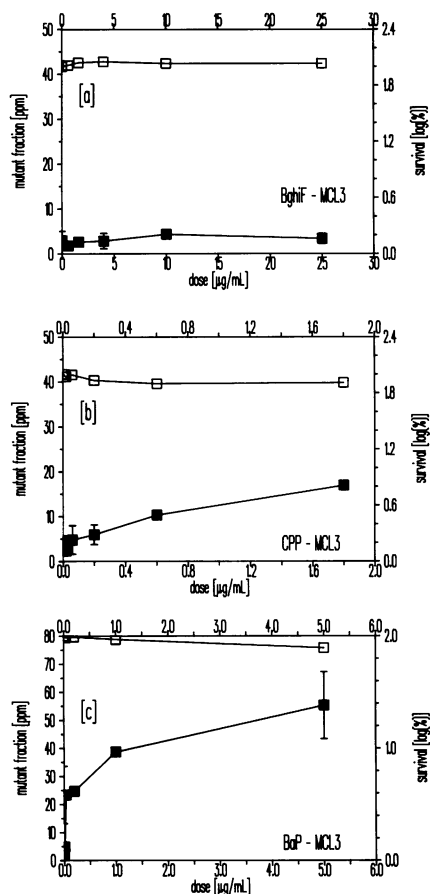 0 5 10 15 20 25 30
50
40
30
20
10
0
mutant fraction [ppm]
[a]
BghiF - MCL3
2.4
1.8
1.2
0.6
0.0
survival [log(%)]
0 5 10 15 20 25 30
dose [µg/mL]
0.0 0.4 0.8 1.2 1.6 2.0
50
40
30
20
10
0
mutant fraction [ppm]
[b]
CPP - MCL3
2.4
1.8
1.2
0.6
0.0
survival [log(%)]
0.0 0.4 0.8 1.2 1.6 2.0
dose [µg/mL]
0.0 1.0 2.0 3.0 4.0 5.0 6.0
80
70
60
50
40
30
20
10
0
mutant fraction [ppm]
[c]
BaP - MCL3
2.0
1.0
0.0
survival [log(%)]
0.0 1.0 2.0 3.0 4.0 5.0 6.0
dose [µg/mL]